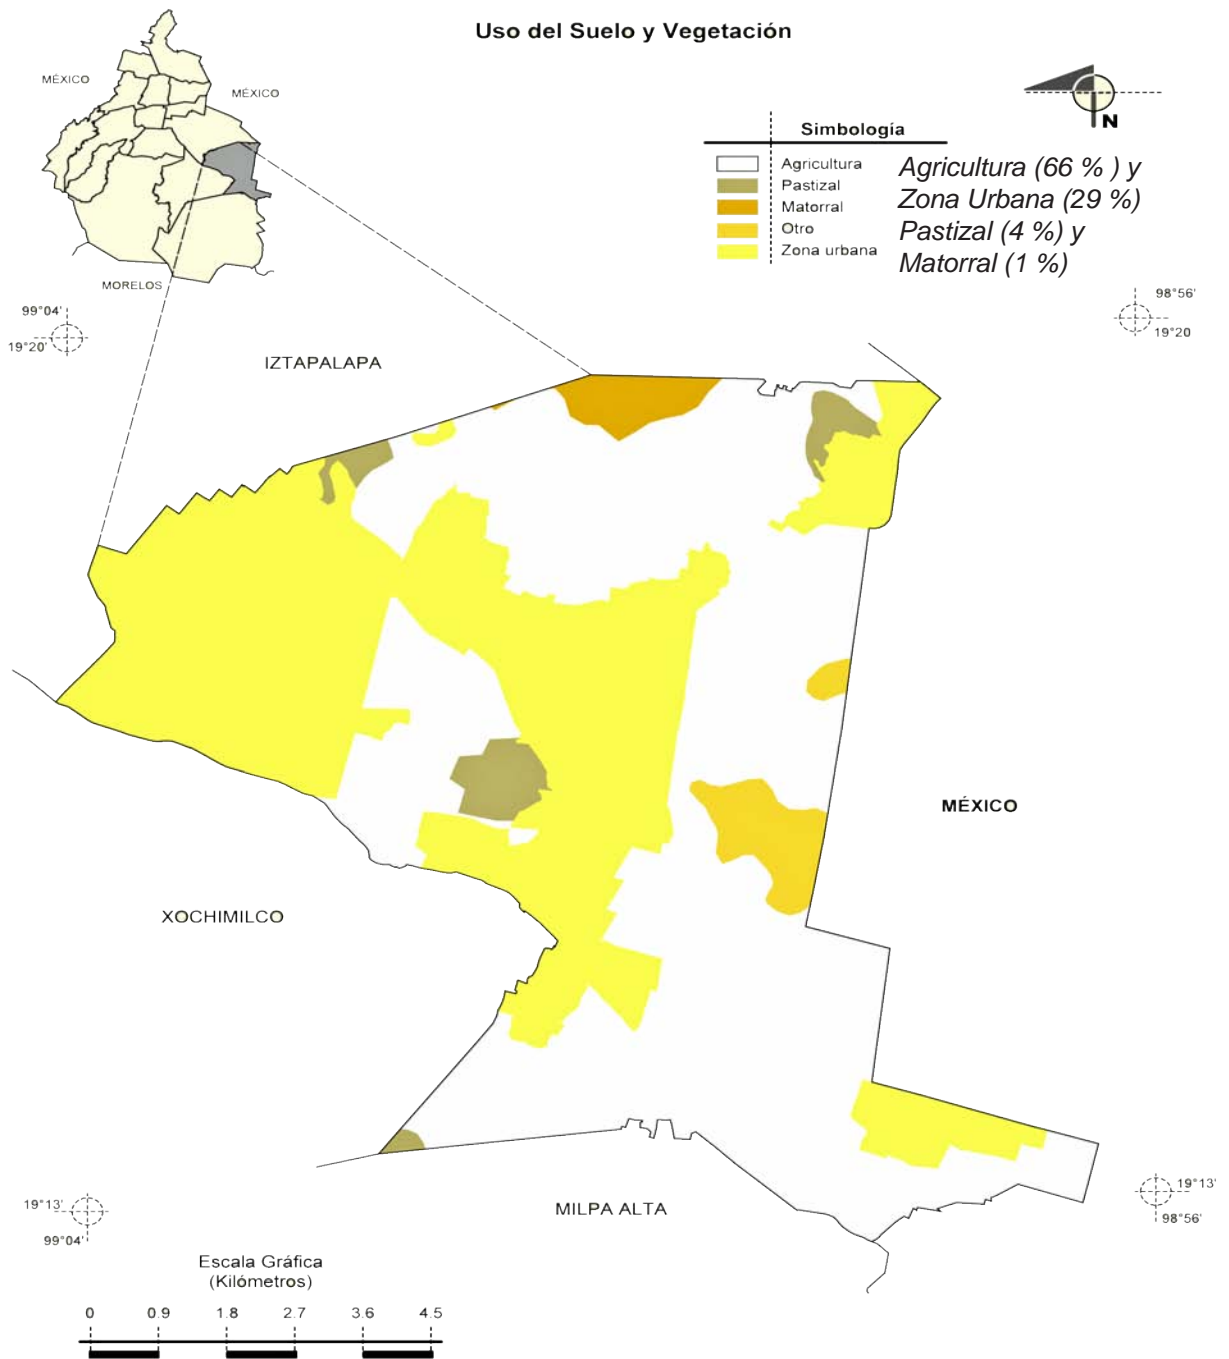 Uso del Suelo y Vegetación
MÉXICO
MÉXICO
MORELOS
N
Simbología
Agricultura
Pastizal
Matorral
Otro
Zona urbana
Agricultura (66 % ) y
Zona Urbana (29 %)
Pastizal (4 %) y
Matorral (1 %)
99°04'
19°20'
98°56'
19°20
IZTAPALAPA
MÉXICO
XOCHIMILCO
MILPA ALTA
19°13'
99°04'
19°13'
98°56'
Escala Gráfica
(Kilómetros)
0 0.9 1.8 2.7 3.6 4.5